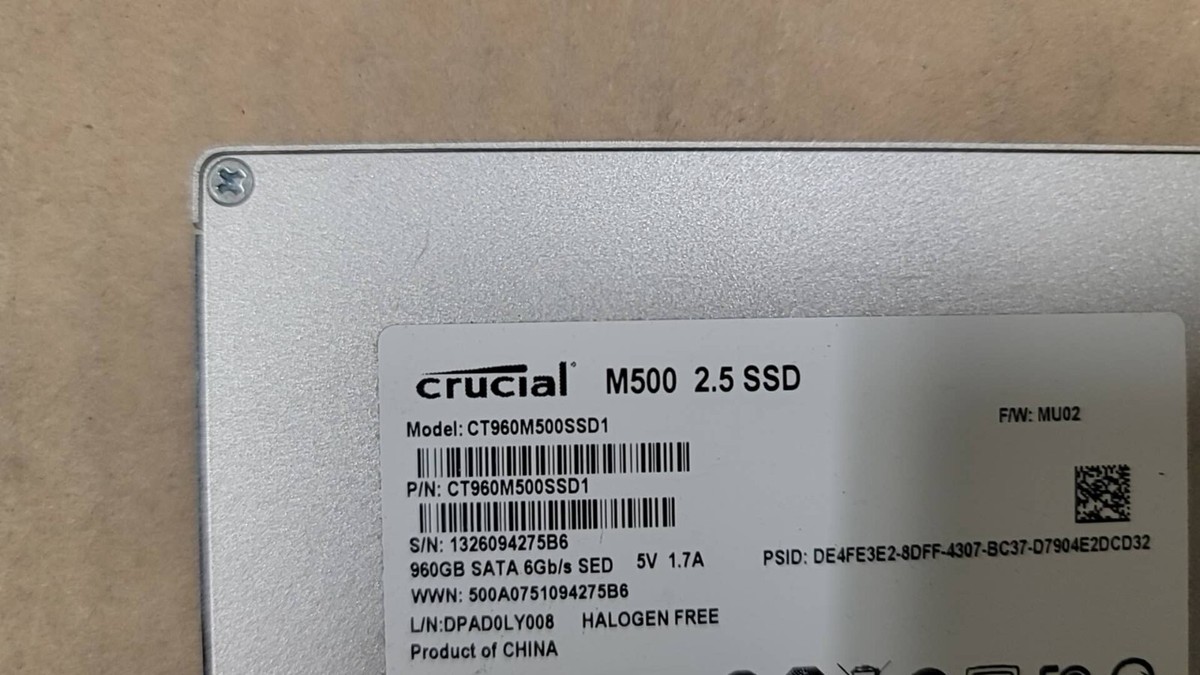 crucial M500 2.5 SSD
Model: CT960M500SSD1
F/W: MU02
P/N: CT960M500SSD1
S/N: 1326094275B6
960GB SATA 6Gb/s SED 5V 1.7A
PSID: DE4FE3E2-8DFF-4307-BC37-D7904E2DCD32
WWN: 500A0751094275B6
L/N:DPAD0LY008 HALOGEN FREE
Product of CHINA